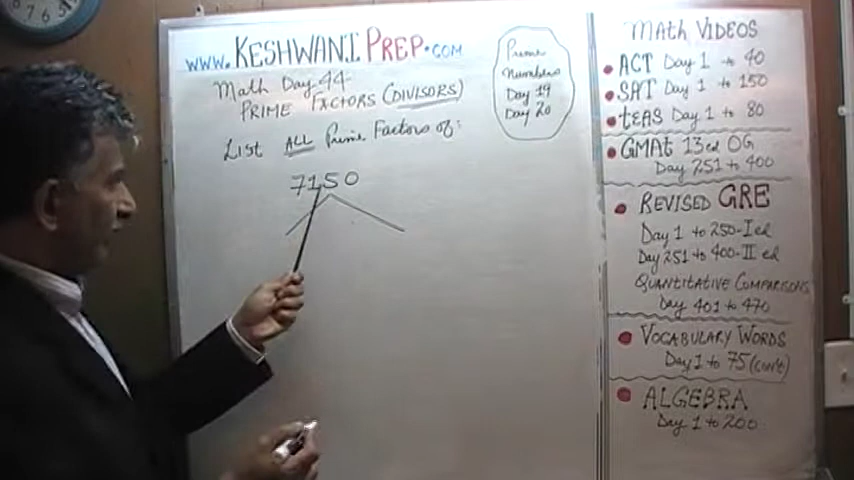 www.KESHWANIPREP.COM
Math Day 44
PRIME FACTORS (DIVISORS)
List ALL Prime Factors of:
7150
Prime
Numbers
Day 19
Day 20
MATH VIDEOS
ACT Day 1 to 40
SAT Day 1 to 150
tEAS Day 1 to 80
GMAt 13ed OG
Day 251 to 400
REVISED GRE
Day 1 to 250-I ed
Day 251 to 400-II ed
QUANTITATIVE COMPARISONS
Day 401 to 470
VOCABULARY WORDS
Day 1 to 75 (con't)
ALGEBRA
Day 1 to 200